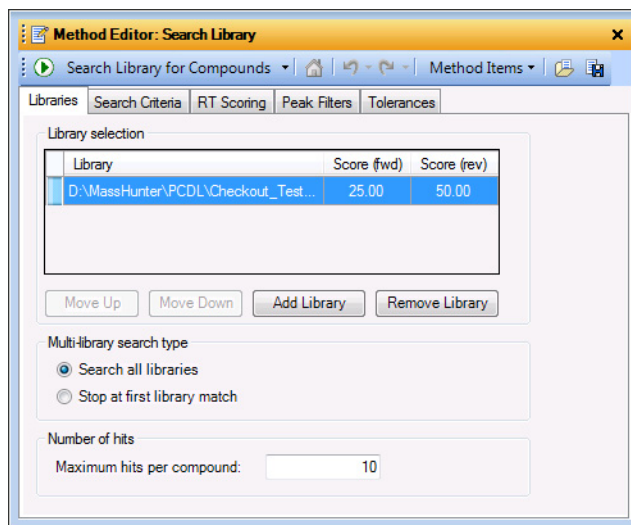 Method Editor: Search Library
Search Library for Compounds Method Items
Libraries Search Criteria RT Scoring Peak Filters Tolerances
Library selection
Library Score (fwd) Score (rev)
D:\MassHunter\PCDL\Checkout_Test... 25.00 50.00
Move Up Move Down Add Library Remove Library
Multi-library search type
Search all libraries
Stop at first library match
Number of hits
Maximum hits per compound: 10